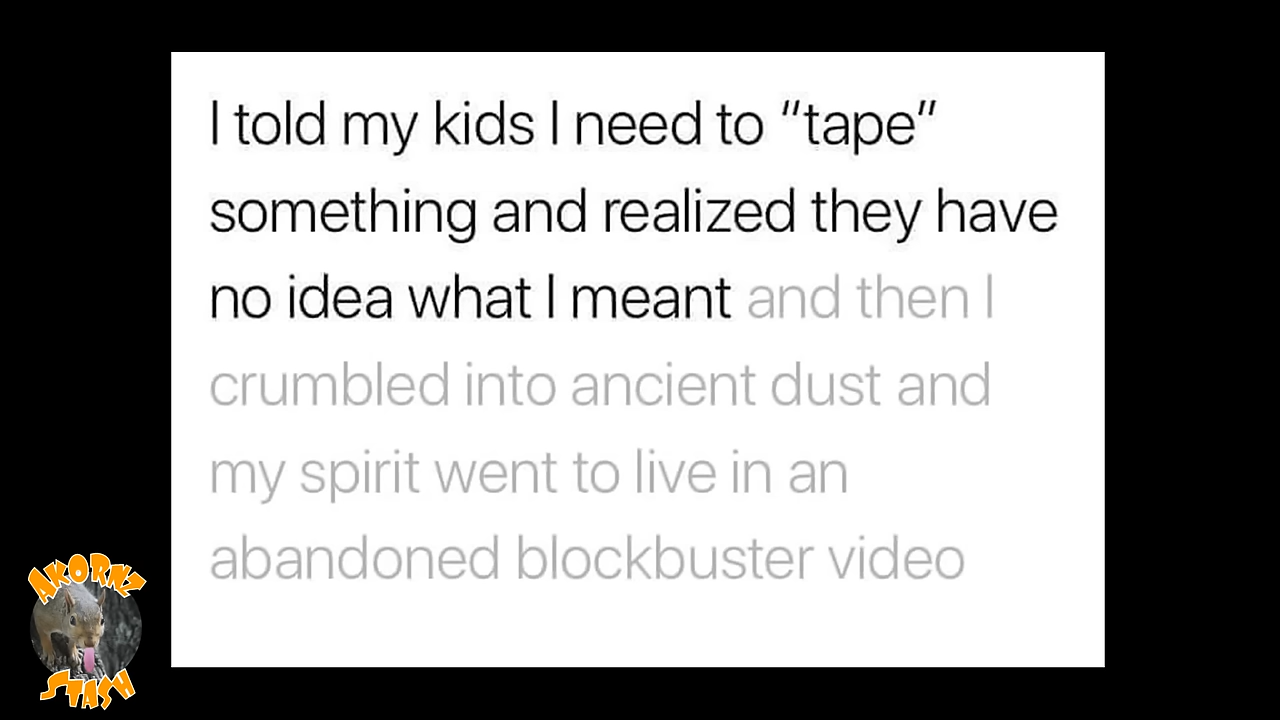 I told my kids I need to “tape”
something and realized they have
no idea what I meant and then I
crumbled into ancient dust and
my spirit went to live in an
abandoned blockbuster video
AKORNZ
STASH